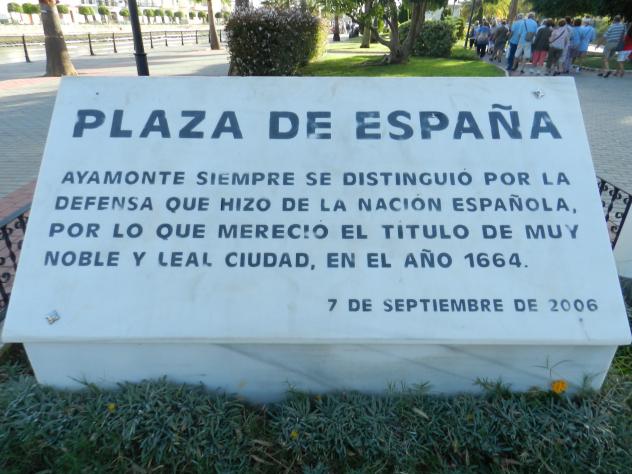 PLAZA DE ESPAÑA
AYAMONTE SIEMPRE SE DISTINGUIÓ POR LA
DEFENSA QUE HIZO DE LA NACIÓN ESPAÑOLA,
POR LO QUE MERECIÓ EL TÍTULO DE MUY
NOBLE Y LEAL CIUDAD, EN EL AÑO 1664.
7 DE SEPTIEMBRE DE 2006